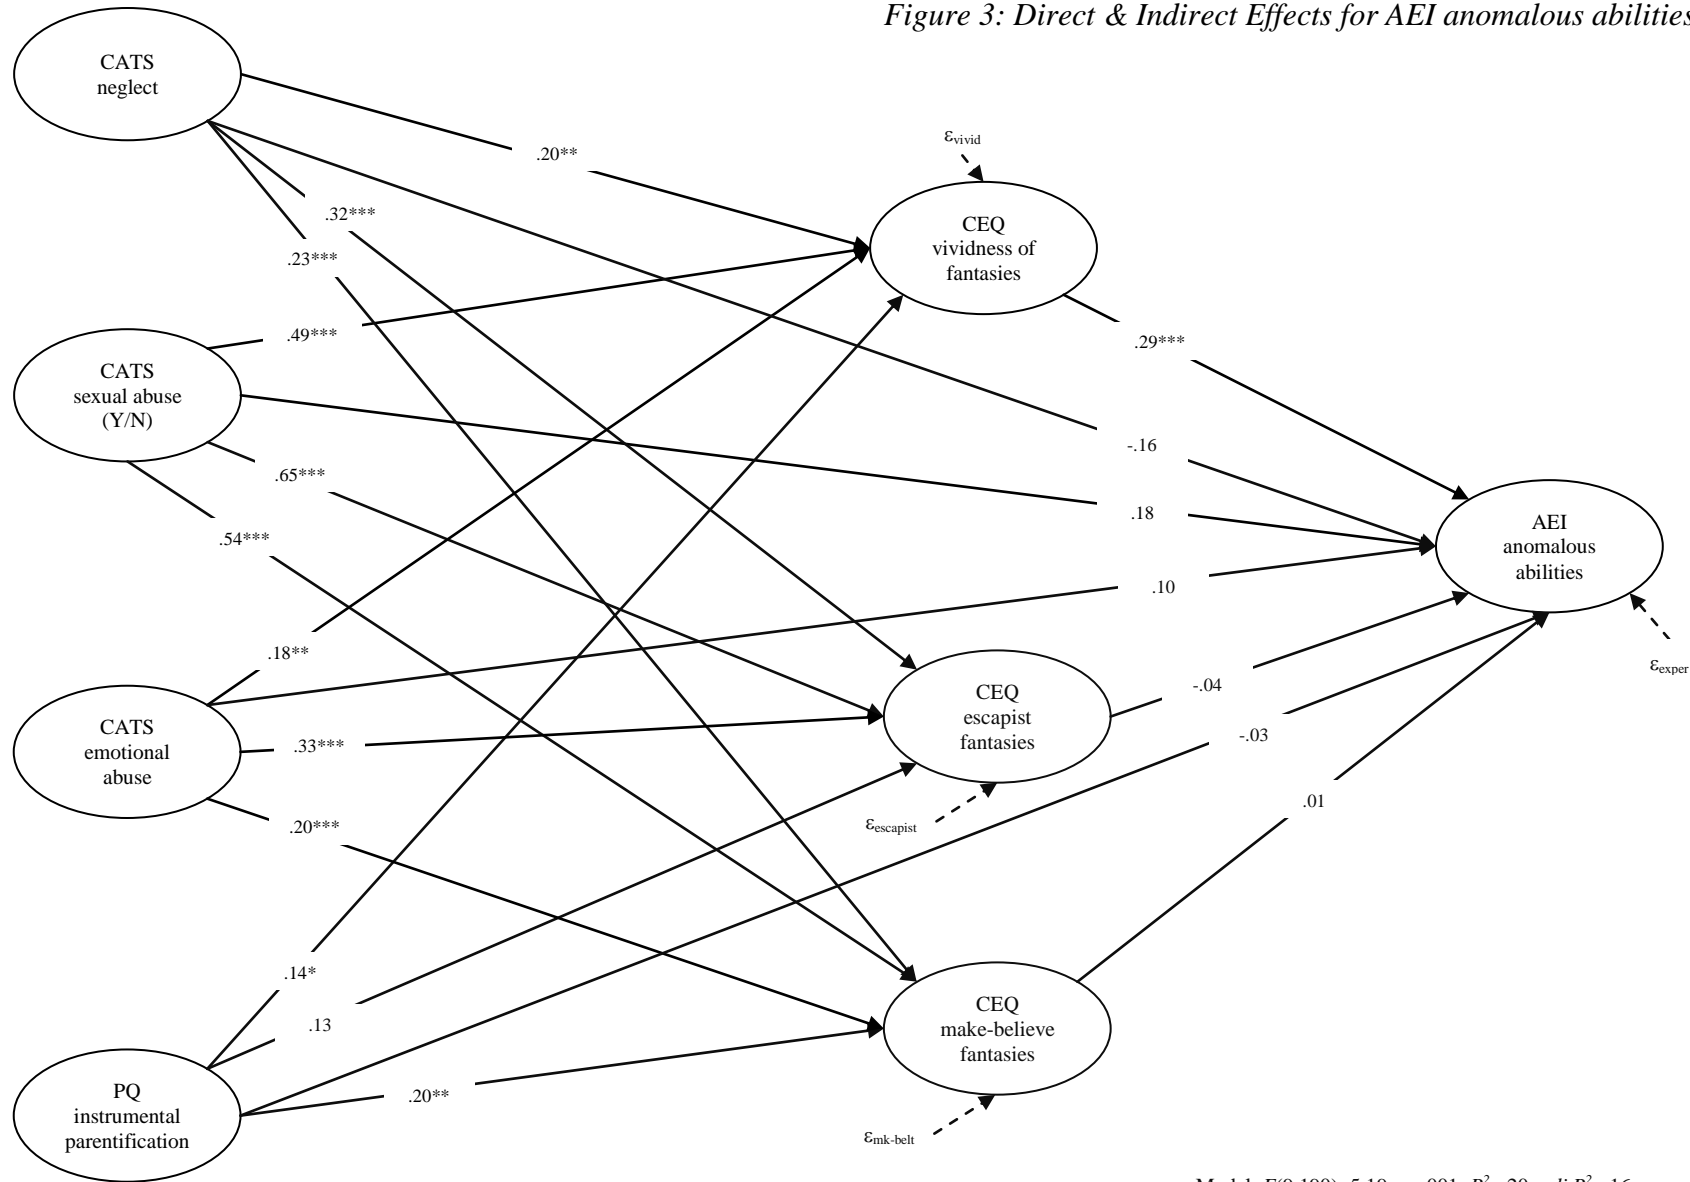 Figure 3: Direct & Indirect Effects for AEI anomalous abilities
CATS
neglect
εvivid
.20**
CEQ
vividness of
fantasies
.32***
.23***
.49***
.29***
CATS
sexual abuse
(Y/N)
-.16
.65***
.18
.54***
AEI
anomalous
abilities
.10
.18**
εexper
CEQ
escapist
fantasies
-.04
CATS
emotional
abuse
.33***
-.03
.01
.20***
εescapist
.14*
.13
CEQ
make-believe
fantasies
PQ
instrumental
parentification
.20**
εmk-belt